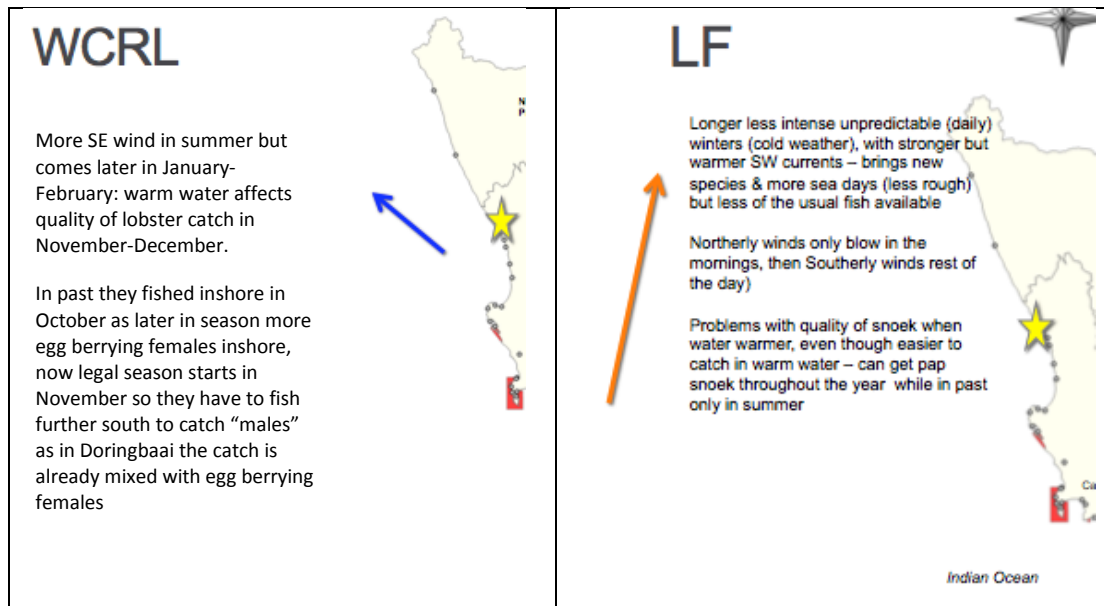 WCRL
N
P
More SE wind in summer but
comes later in January-
February: warm water affects
quality of lobster catch in
November-December.
In past they fished inshore in
October as later in season more
egg berrying females inshore,
now legal season starts in
November so they have to fish
further south to catch “males”
as in Doringbaai the catch is
already mixed with egg berrying
females
LF
Longer less intense unpredictable (daily)
winters (cold weather), with stronger but
warmer SW currents – brings new
species & more sea days (less rough)
but less of the usual fish available
Northerly winds only blow in the
mornings, then Southerly winds rest of
the day)
Problems with quality of snoek when
water warmer, even though easier to
catch in warm water – can get pap
snoek throughout the year while in past
only in summer
Ca
Indian Ocean